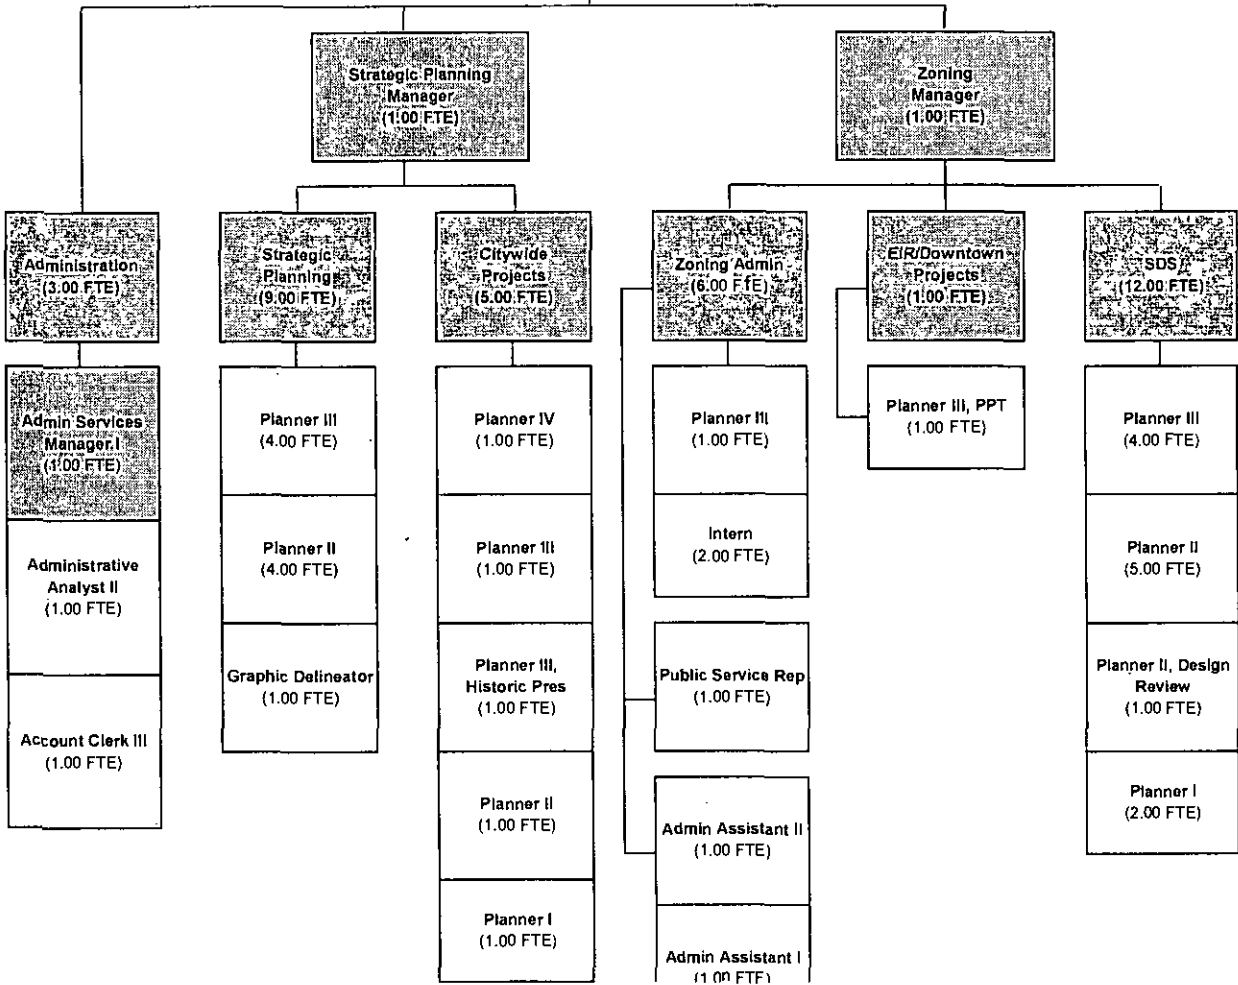 Strategic Planning
Manager
(1.00 FTE)
Zoning
Manager
(1.00 FTE)
Administration
(3.00 FTE)
Strategic
Planning
(9.00 FTE)
Citywide
Projects
(5.00 FTE)
Zoning Admin
(6.00 FTE)
EIR/Downtown
Projects
(1.00 FTE)
SDS
(12.00 FTE)
Admin Services
Manager I
(1.00 FTE)
Administrative
Analyst II
(1.00 FTE)
Account Clerk III
(1.00 FTE)
Planner III
(4.00 FTE)
Planner II
(4.00 FTE)
Graphic Delineator
(1.00 FTE)
Planner IV
(1.00 FTE)
Planner III
(1.00 FTE)
Planner III,
Historic Pres
(1.00 FTE)
Planner II
(1.00 FTE)
Planner I
(1.00 FTE)
Planner III
(1.00 FTE)
Intern
(2.00 FTE)
Public Service Rep
(1.00 FTE)
Admin Assistant II
(1.00 FTE)
Admin Assistant I
(1.00 FTE)
Planner III, PPT
(1.00 FTE)
Planner III
(4.00 FTE)
Planner II
(5.00 FTE)
Planner II, Design
Review
(1.00 FTE)
Planner I
(2.00 FTE)